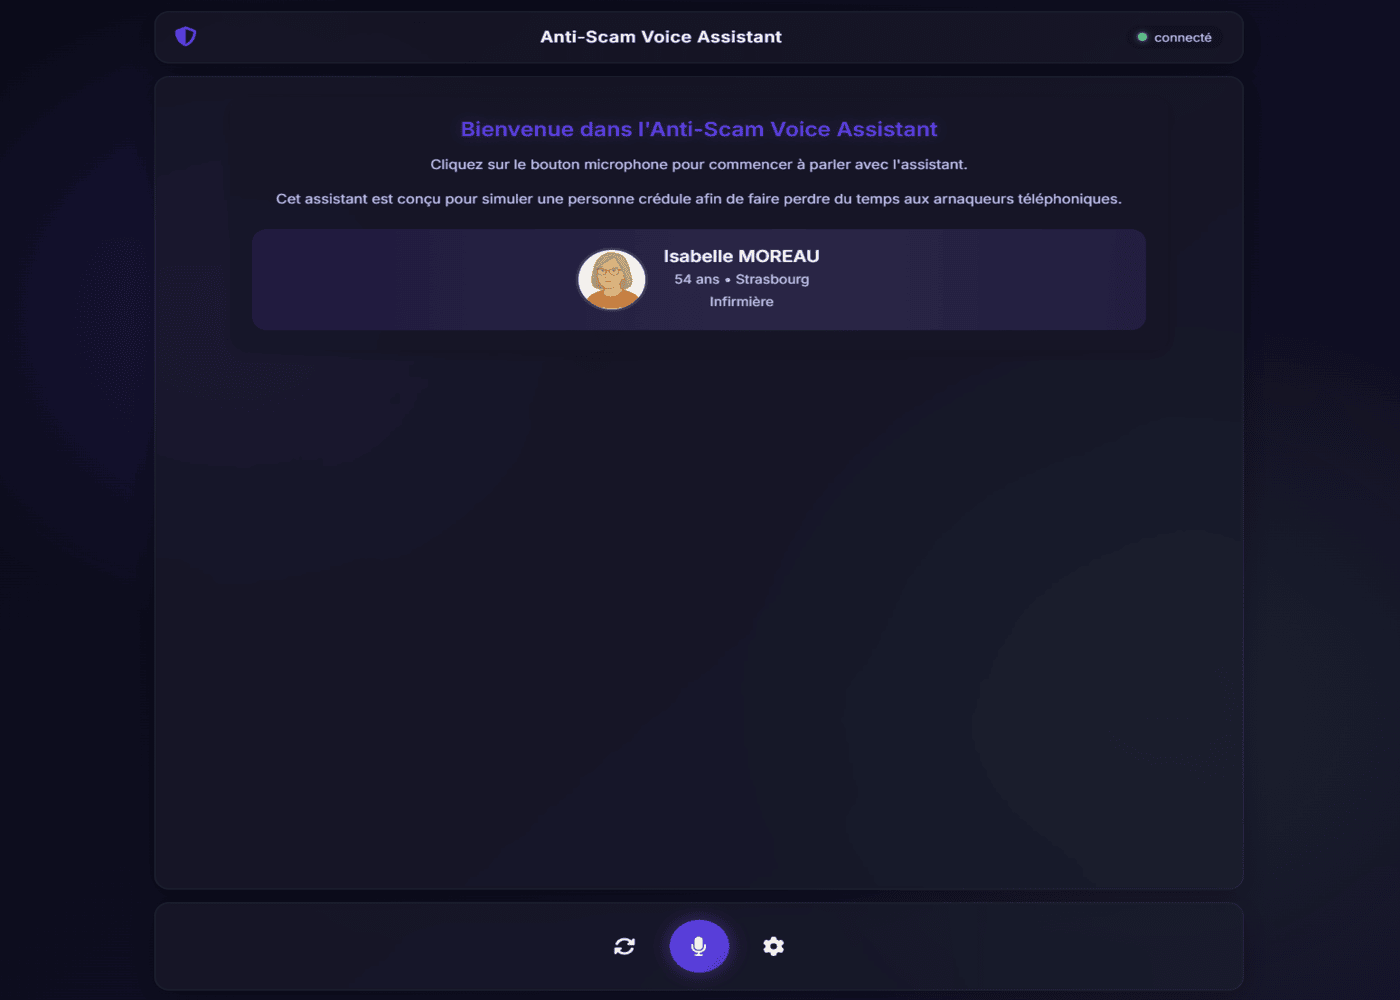 Anti-Scam Voice Assistant
connecté
Bienvenue dans l'Anti-Scam Voice Assistant
Cliquez sur le bouton microphone pour commencer à parler avec l'assistant.
Cet assistant est conçu pour simuler une personne crédule afin de faire perdre du temps aux arnaqueurs téléphoniques.
Isabelle MOREAU
54 ans • Strasbourg
Infirmière